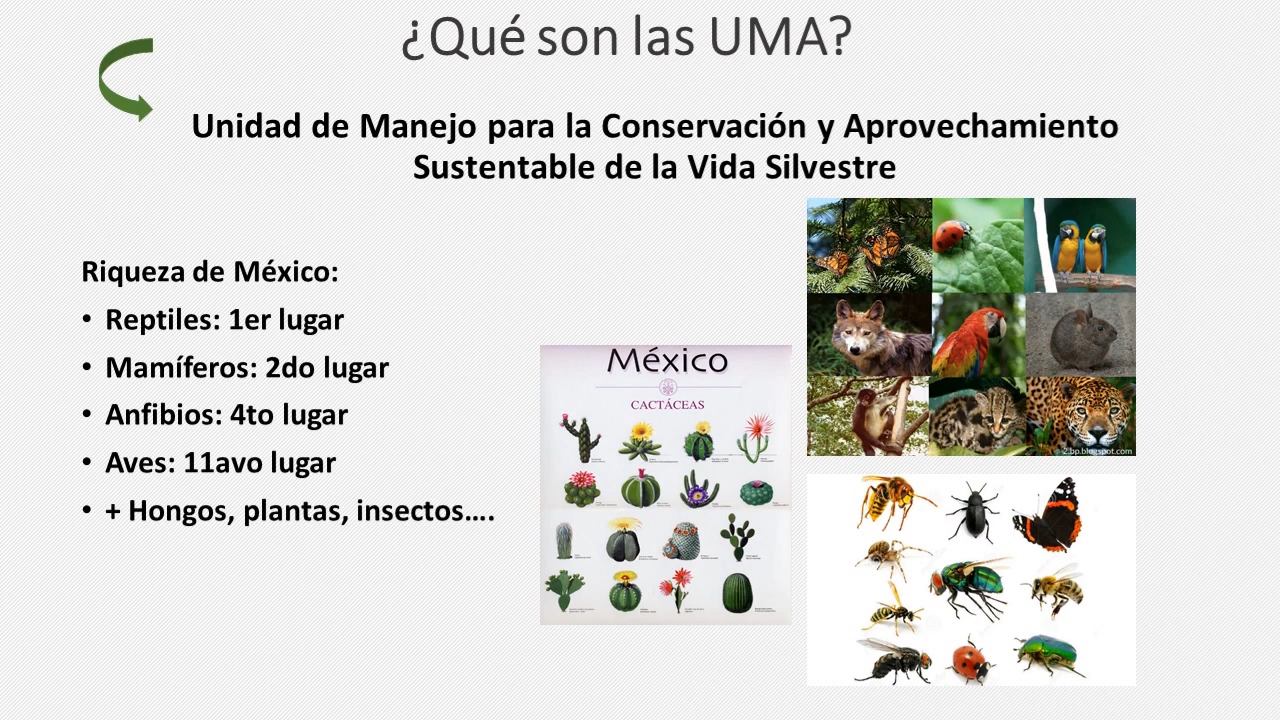 ¿Qué son las UMA?
Unidad de Manejo para la Conservación y Aprovechamiento
Sustentable de la Vida Silvestre
Riqueza de México:
• Reptiles: 1er lugar
• Mamíferos: 2do lugar
• Anfibios: 4to lugar
• Aves: 11avo lugar
• + Hongos, plantas, insectos….
México
CACTÁCEAS
2.bp.blogspot.com